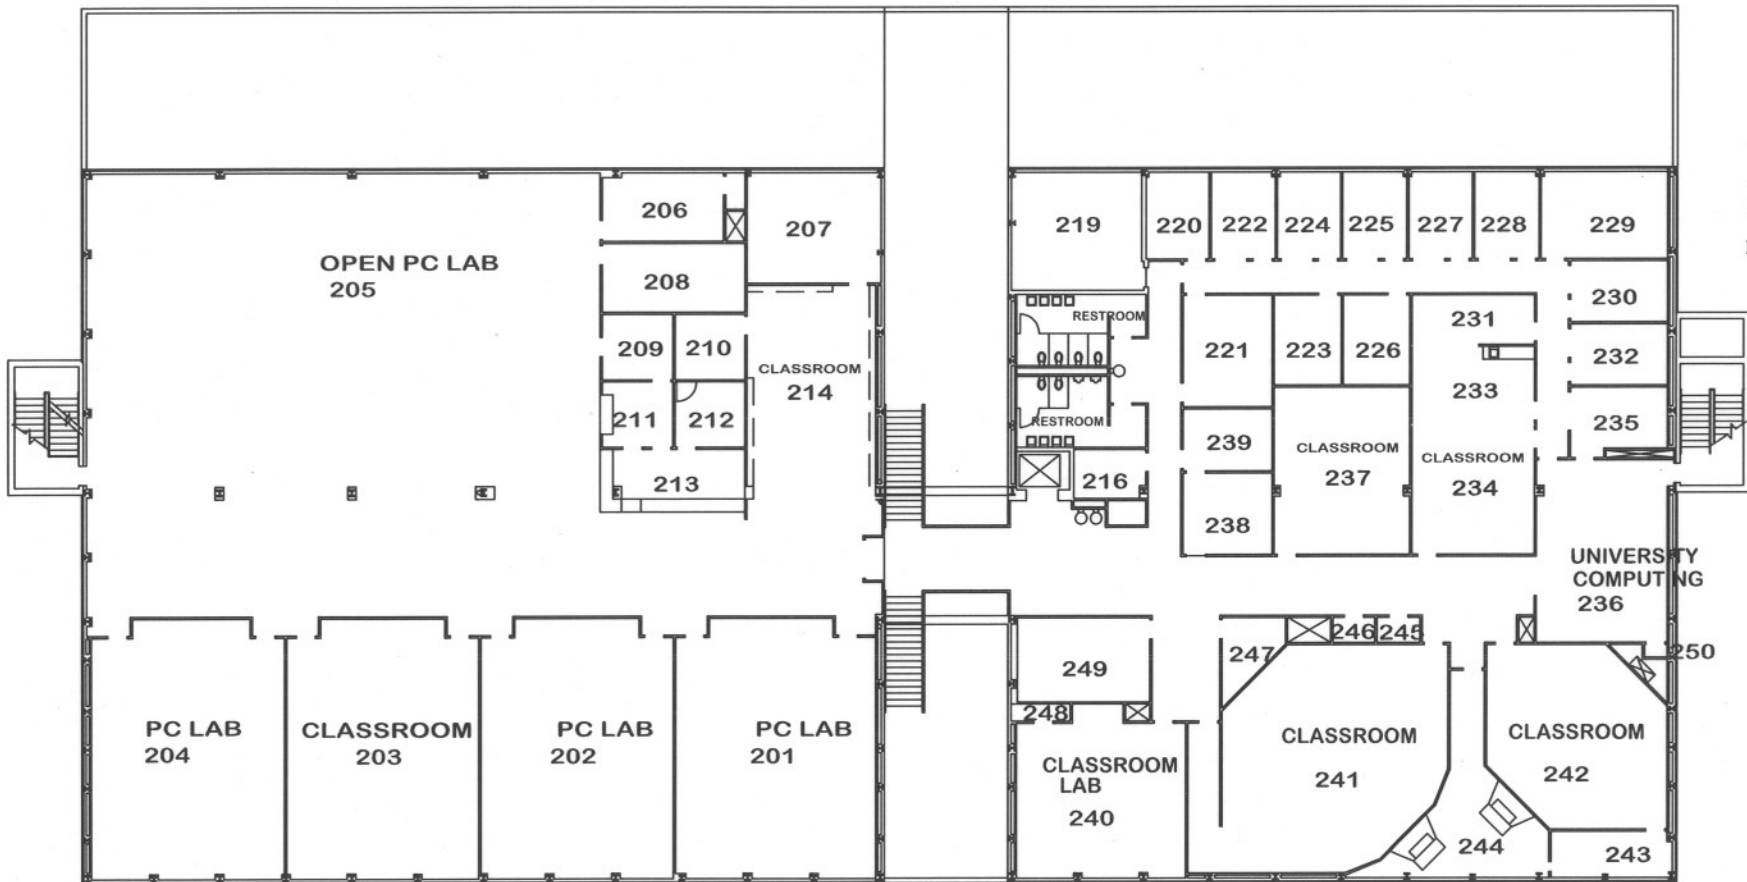 206
207
OPEN PC LAB
205
208
209
210
CLASSROOM
214
211
212
213
PC LAB
204
CLASSROOM
203
PC LAB
202
PC LAB
201
219
220
222
224
225
227
228
229
RESTROOM
230
231
221
223
226
232
233
RESTROOM
239
235
CLASSROOM
237
CLASSROOM
234
216
238
UNIVERSITY
COMPUTING
236
246
245
247
249
250
248
CLASSROOM
LAB
240
CLASSROOM
241
CLASSROOM
242
244
243